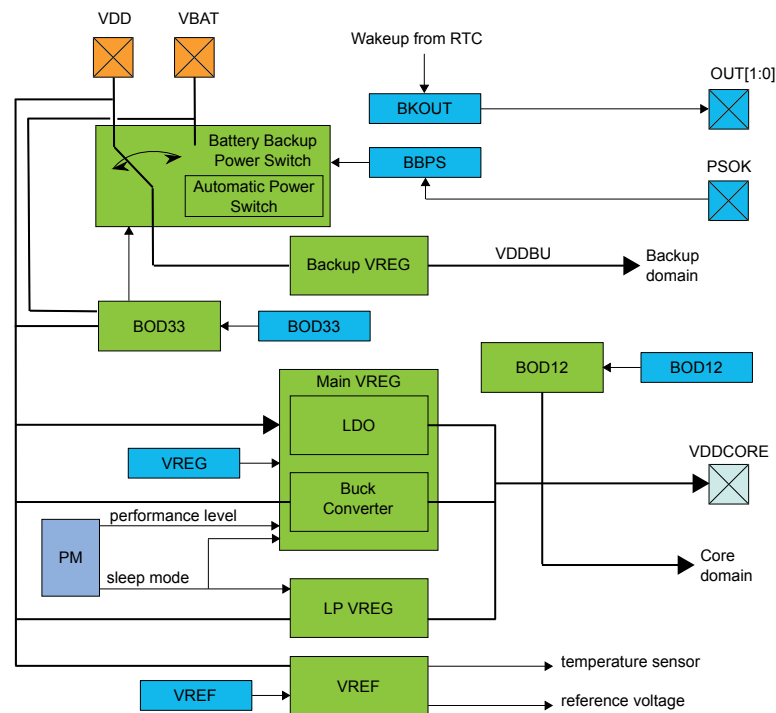 VDD
VBAT
Wakeup from RTC
OUT[1:0]
BKOUT
Battery Backup
Power Switch
BBPS
PSOK
Automatic Power
Switch
Backup VREG
VDDBU
Backup
domain
BOD33
BOD33
BOD12
BOD12
Main VREG
LDO
VREG
VDDCORE
Buck
Converter
performance level
PM
sleep mode
Core
domain
LP VREG
temperature sensor
VREF
VREF
reference voltage